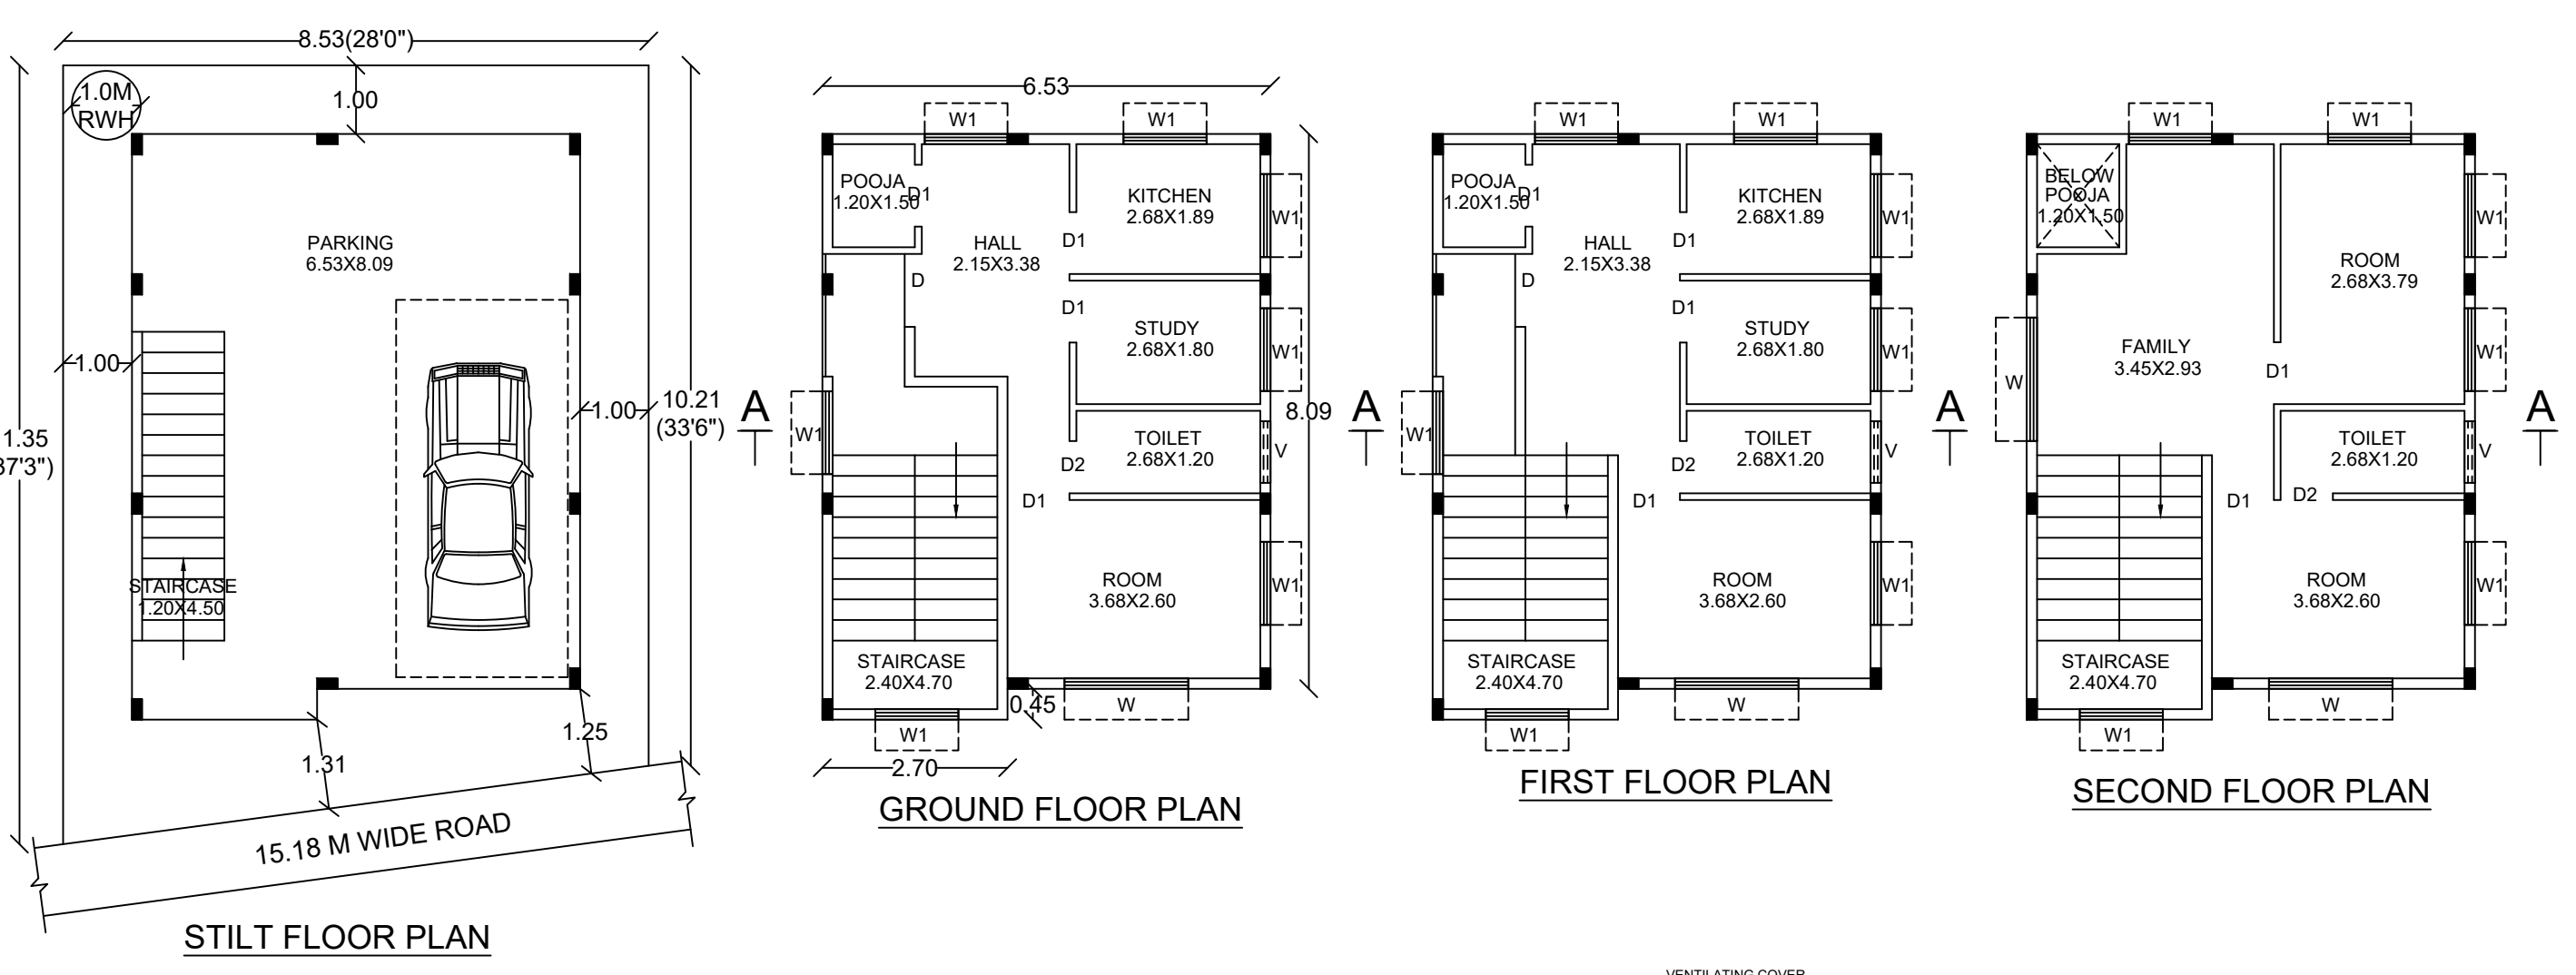 8.53(28'0")
1.0M
RWH
1.00
PARKING
6.53X8.09
1.00
1.00
10.21
(33'6")
1.35
37'3")
STAIRCASE
1.20X4.50
1.25
1.31
15.18 M WIDE ROAD
STILT FLOOR PLAN
6.53
W1
W1
POOJA
1.20X1.50
D1
KITCHEN
2.68X1.89
W1
HALL
2.15X3.38
D1
D
D1
STUDY
2.68X1.80
W1
A
8.09
W1
TOILET
2.68X1.20
V
D2
D1
ROOM
3.68X2.60
W1
STAIRCASE
2.40X4.70
0.45
W
W1
2.70
GROUND FLOOR PLAN
W1
W1
POOJA
1.20X1.50
D1
KITCHEN
2.68X1.89
W1
HALL
2.15X3.38
D1
D
D1
STUDY
2.68X1.80
W1
A
W1
TOILET
2.68X1.20
V
D2
D1
ROOM
3.68X2.60
W1
STAIRCASE
2.40X4.70
W
W1
FIRST FLOOR PLAN
W1
W1
BELOW
POOJA
1.20X1.50
W1
ROOM
2.68X3.79
FAMILY
3.45X2.93
W1
D1
W
A
A
TOILET
2.68X1.20
V
D2
D1
ROOM
3.68X2.60
W1
STAIRCASE
2.40X4.70
W
W1
SECOND FLOOR PLAN
VENTILATING COVER